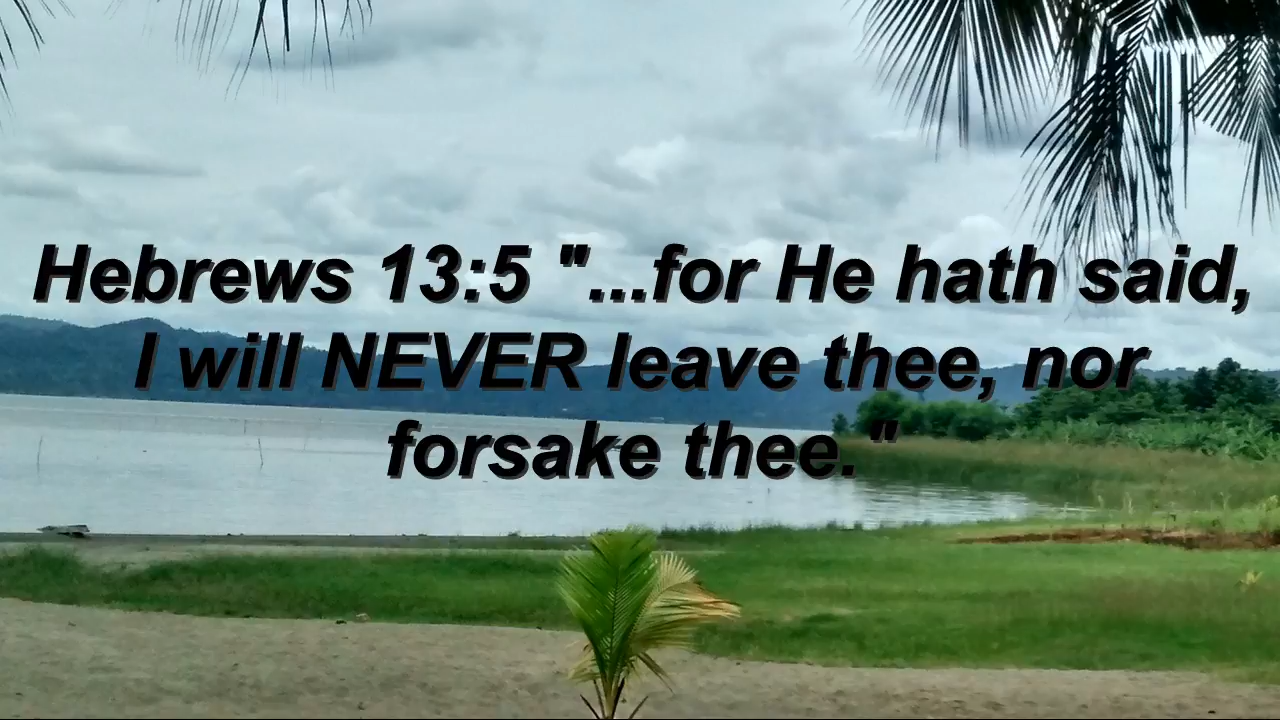 Hebrews 13:5 "...for He hath said,
I will NEVER leave thee, nor
forsake thee."